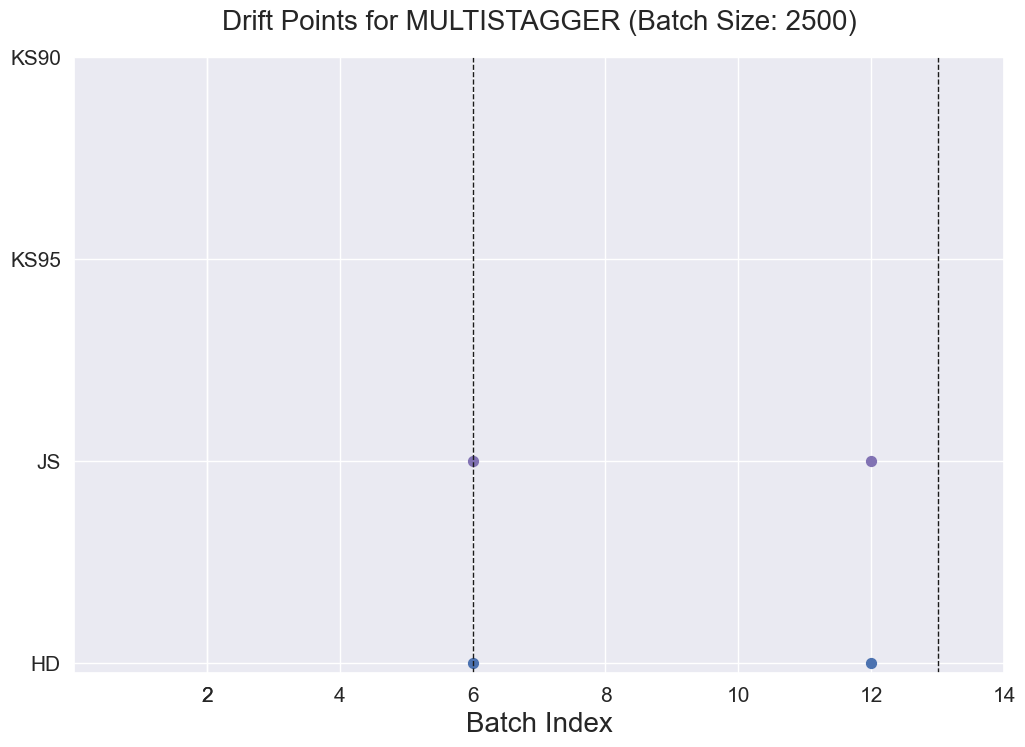 Drift Points for MULTISTAGGER (Batch Size: 2500)
KS90
KS95
JS
HD
2 4 6 8 10 12 14
Batch Index